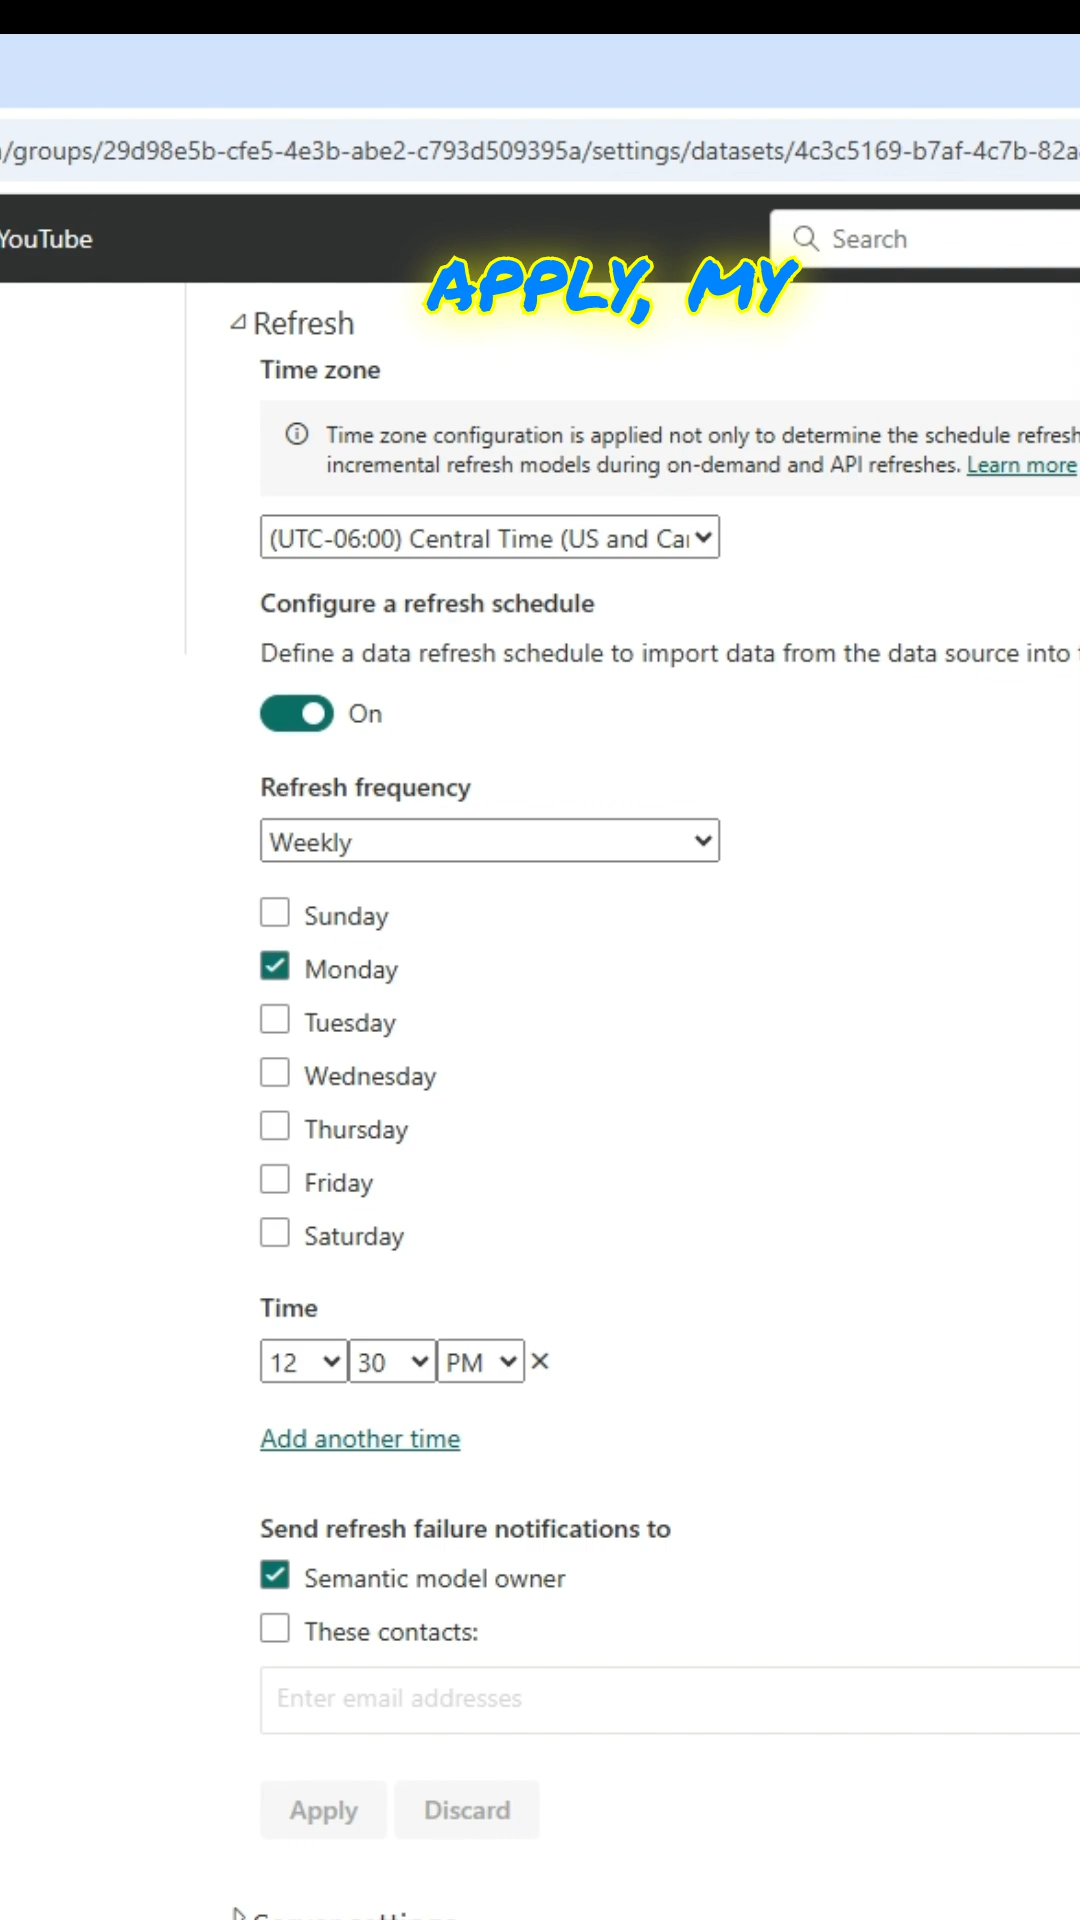 /groups/29d98e5b-cfe5-4e3b-abe2-c793d509395a/settings/datasets/4c3c5169-b7af-4c7b-82a
YouTube
Search
APPLY, MY
Refresh
Time zone
Time zone configuration is applied not only to determine the schedule refresh
incremental refresh models during on-demand and API refreshes. Learn more
(UTC-06:00) Central Time (US and Ca
Configure a refresh schedule
Define a data refresh schedule to import data from the data source into
On
Refresh frequency
Weekly
Sunday
Monday
Tuesday
Wednesday
Thursday
Friday
Saturday
Time
12 30 PM
Add another time
Send refresh failure notifications to
Semantic model owner
These contacts:
Enter email addresses
Apply Discard